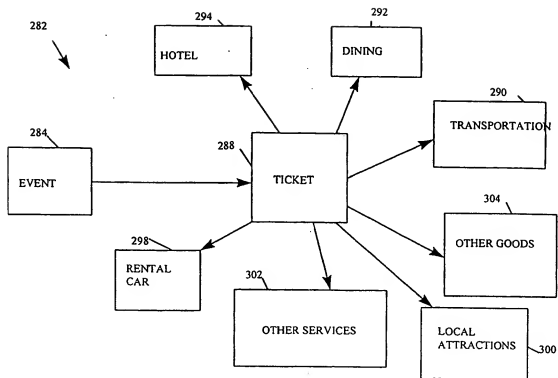 294
292
282
HOTEL
DINING
290
TRANSPORTATION
284
288
EVENT
TICKET
304
298
OTHER GOODS
RENTAL
CAR
302
OTHER SERVICES
LOCAL
ATTRACTIONS
300